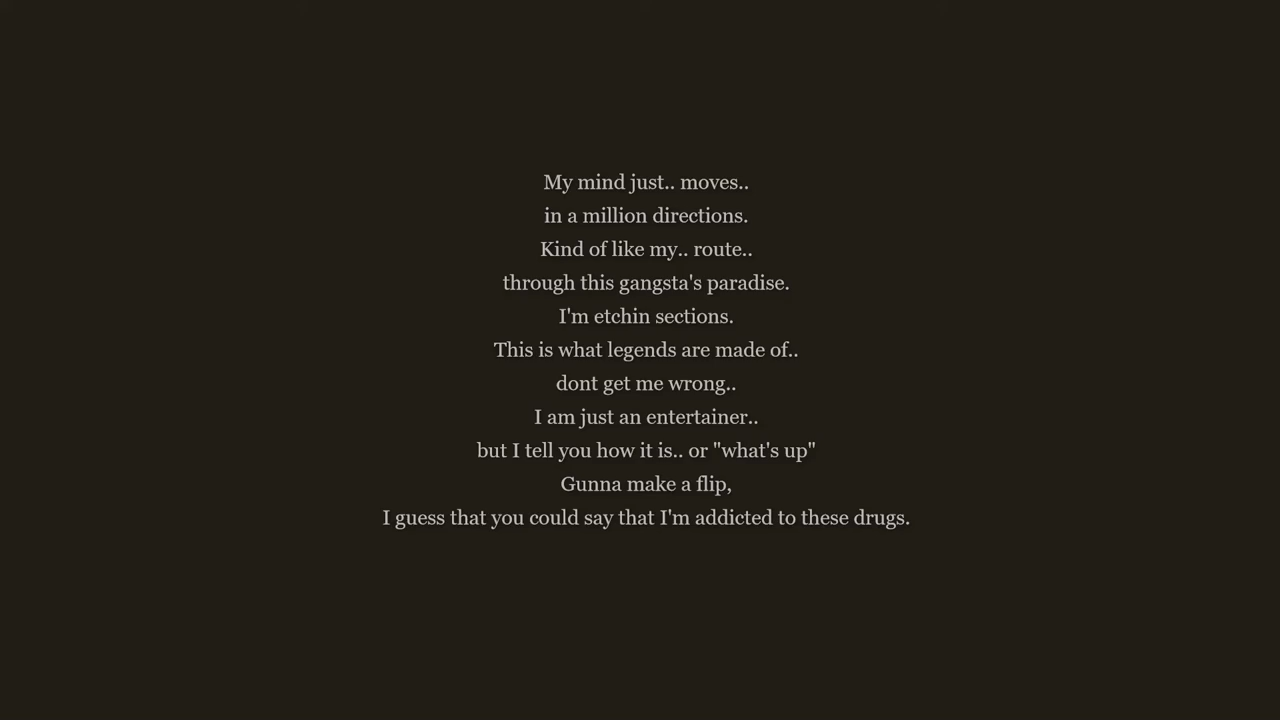 My mind just.. moves..
in a million directions.
Kind of like my.. route..
through this gangsta's paradise.
I'm etchin sections.
This is what legends are made of..
dont get me wrong..
I am just an entertainer..
but I tell you how it is.. or "what's up"
Gunna make a flip,
I guess that you could say that I'm addicted to these drugs.